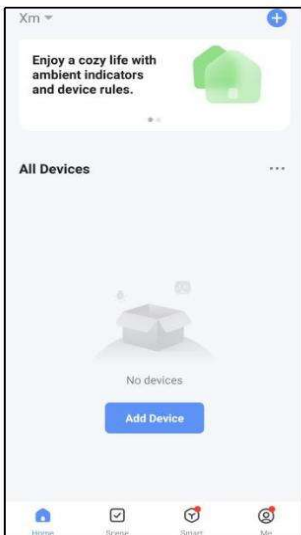 Xm
Enjoy a cozy life with
ambient indicators
and device rules.
All Devices
No devices
Add Device
Home
Scene
Smart
Me